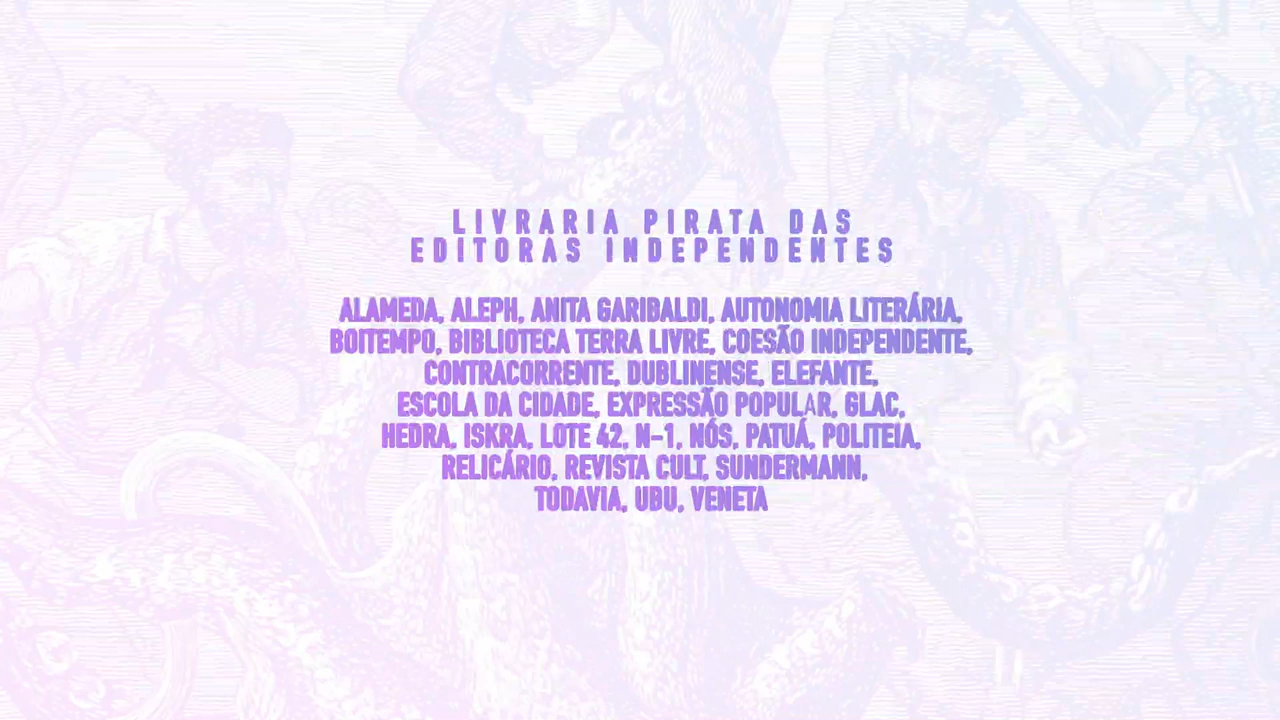 LIVRARIA PIRATA DAS
EDITORAS INDEPENDENTES
ALAMEDA, ALEPH, ANITA GARIBALDI, AUTONOMIA LITERÁRIA,
BOITEMPO, BIBLIOTECA TERRA LIVRE, COESÃO INDEPENDENTE,
CONTRACORRENTE, DUBLINENSE, ELEFANTE,
ESCOLA DA CIDADE, EXPRESSÃO POPULAR, GLAC,
HEDRA, ISKRA, LOTE 42, N-1, NÓS, PATUÁ, POLITEIA,
RELICÁRIO, REVISTA CULT, SUNDERMANN,
TODAVIA, UBU, VENETA